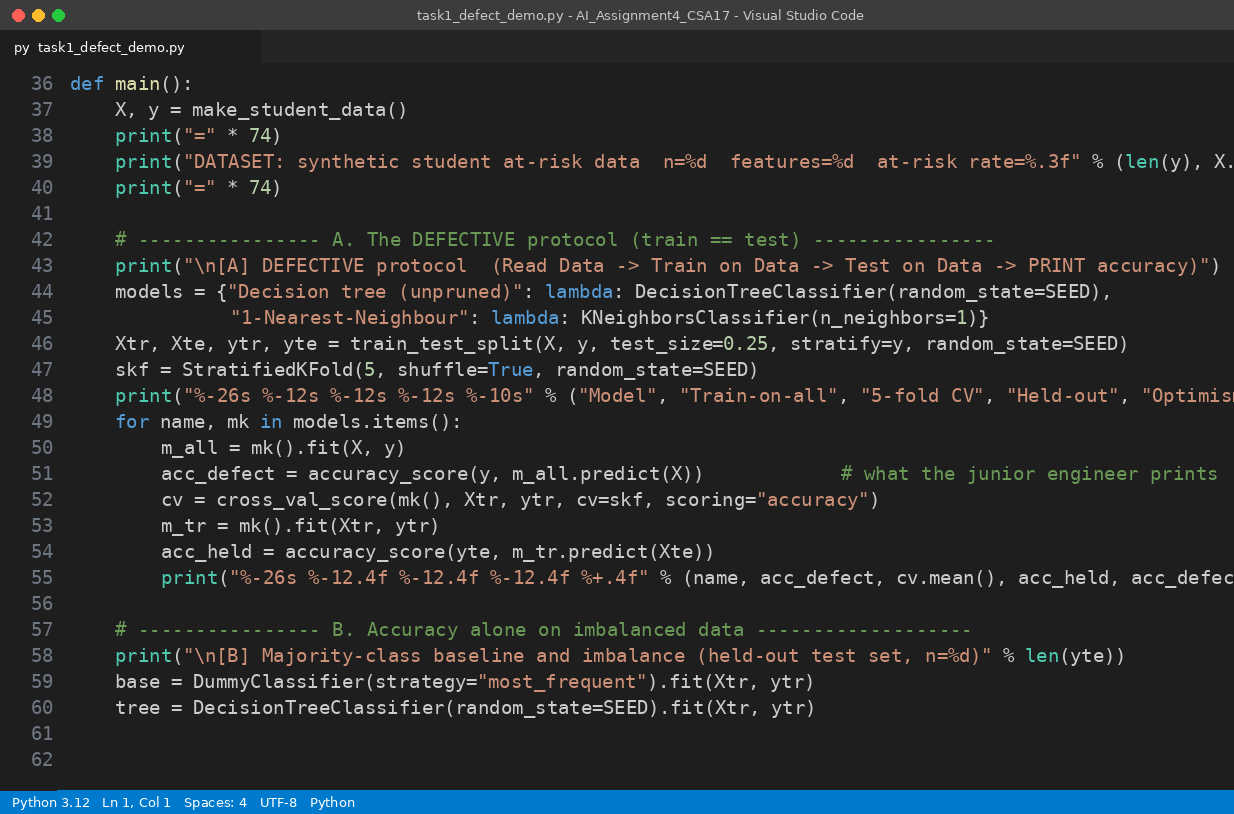 task1_defect_demo.py - AI_Assignment4_CSA17 - Visual Studio Code
py task1_defect_demo.py
36 def main():
37     X, y = make_student_data()
38     print("=" * 74)
39     print("DATASET: synthetic student at-risk data  n=%d  features=%d  at-risk rate=%.3f" % (len(y), X.
40     print("=" * 74)
41
42     # ---------------- A. The DEFECTIVE protocol (train == test) ----------------
43     print("\n[A] DEFECTIVE protocol  (Read Data -> Train on Data -> Test on Data -> PRINT accuracy)")
44     models = {"Decision tree (unpruned)": lambda: DecisionTreeClassifier(random_state=SEED),
45               "1-Nearest-Neighbour": lambda: KNeighborsClassifier(n_neighbors=1)}
46     Xtr, Xte, ytr, yte = train_test_split(X, y, test_size=0.25, stratify=y, random_state=SEED)
47     skf = StratifiedKFold(5, shuffle=True, random_state=SEED)
48     print("%-26s %-12s %-12s %-12s %-10s" % ("Model", "Train-on-all", "5-fold CV", "Held-out", "Optimism
49     for name, mk in models.items():
50         m_all = mk().fit(X, y)
51         acc_defect = accuracy_score(y, m_all.predict(X))            # what the junior engineer prints
52         cv = cross_val_score(mk(), Xtr, ytr, cv=skf, scoring="accuracy")
53         m_tr = mk().fit(Xtr, ytr)
54         acc_held = accuracy_score(yte, m_tr.predict(Xte))
55         print("%-26s %-12.4f %-12.4f %-12.4f %+.4f" % (name, acc_defect, cv.mean(), acc_held, acc_defec
56
57     # ---------------- B. Accuracy alone on imbalanced data -------------------
58     print("\n[B] Majority-class baseline and imbalance (held-out test set, n=%d)" % len(yte))
59     base = DummyClassifier(strategy="most_frequent").fit(Xtr, ytr)
60     tree = DecisionTreeClassifier(random_state=SEED).fit(Xtr, ytr)
61
62
Python 3.12 Ln 1, Col 1 Spaces: 4 UTF-8 Python